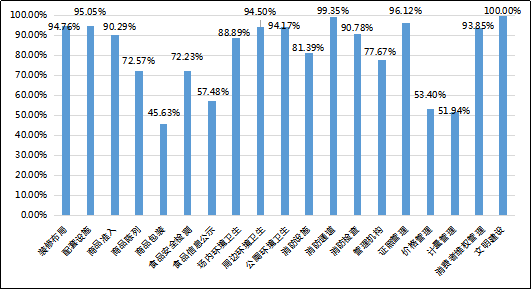 100.00%
90.00%
80.00%
70.00%
60.00%
50.00%
40.00%
30.00%
20.00%
10.00%
0.00%
94.76%
95.05%
90.29%
72.57%
45.63%
72.23%
57.48%
88.89%
94.50%
94.17%
81.39%
99.35%
90.78%
77.67%
96.12%
53.40%
51.94%
93.85%
100.00%
装修布局
配置设施
商品准入
商品陈列
商品包装
食品安全检测
食品信息公示
场内环境卫生
周边环境卫生
公厕环境卫生
消防设施
消防通道
消防检查
管理机构
证照管理
价格管理
计量管理
消费者维权管理
文明建设